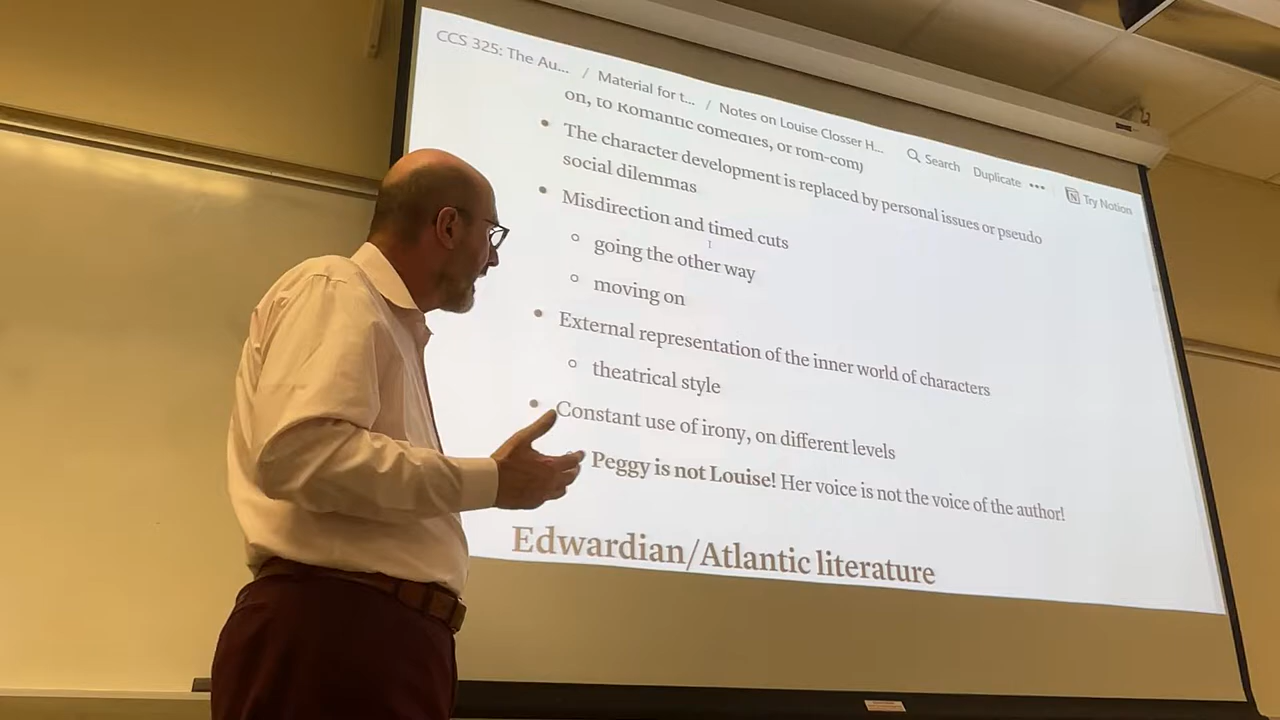 CCS 325: The Au... / Material for t... / Notes on Louise Closser H... Search Duplicate ••• Try Notion
on, to Romantic comedies, or rom-com)
• The character development is replaced by personal issues or pseudo
social dilemmas
• Misdirection and timed cuts
◦ going the other way
◦ moving on
• External representation of the inner world of characters
◦ theatrical style
• Constant use of irony, on different levels
Peggy is not Louise! Her voice is not the voice of the author!
Edwardian/Atlantic literature